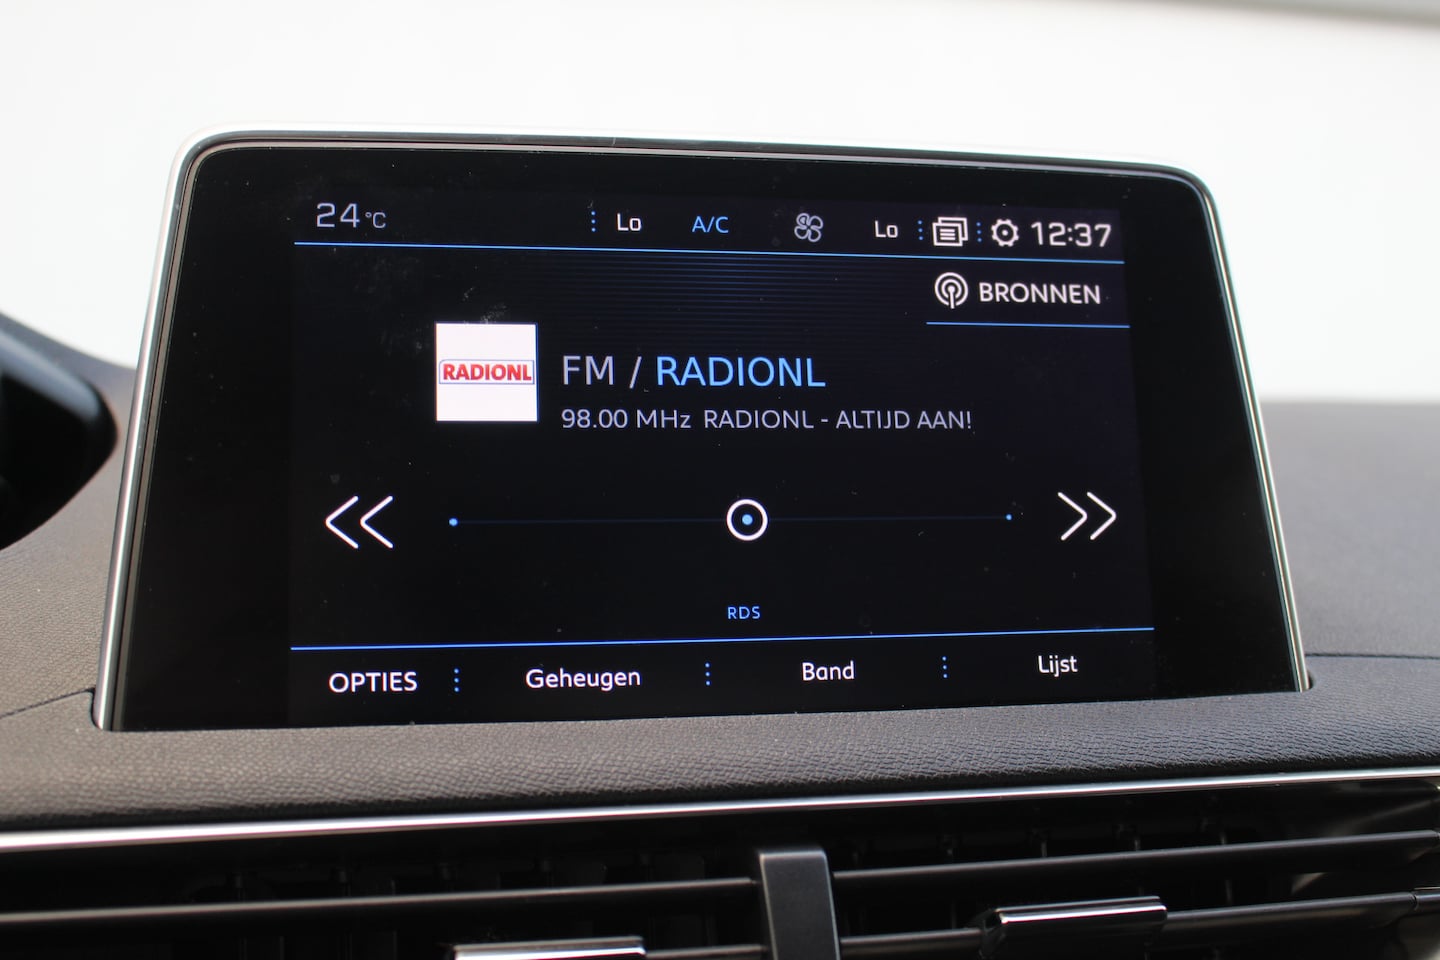 24 °C Lo A/C Lo 12:37
BRONNEN
RADIONL
FM / RADIONL
98.00 MHz RADIONL - ALTIJD AAN!
RDS
OPTIES Geheugen Band Lijst